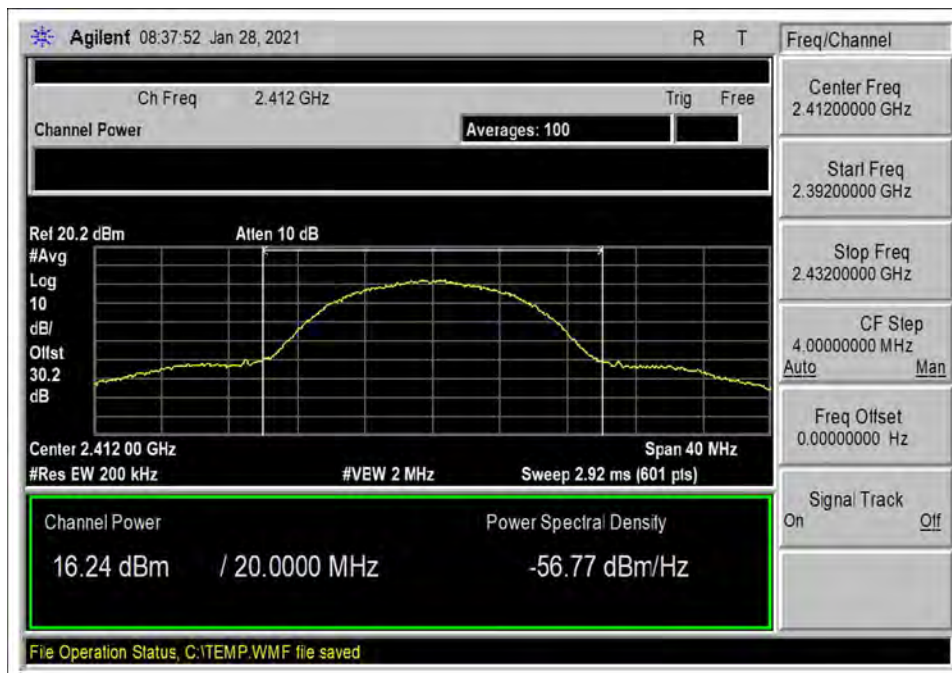 Agilent 08:37:52 Jan 28, 2021 R T
Freq/Channel
Ch Freq 2.412 GHz Trig Free
Channel Power Averages: 100
Center Freq
2.41200000 GHz
Start Freq
2.39200000 GHz
Stop Freq
2.43200000 GHz
CF Step
4.00000000 MHz
Auto Man
Freq Offset
0.00000000 Hz
Signal Track
On Off
Ref 20.2 dBm Atten 10 dB
#Avg
Log
10
dB/
Offst
30.2
dB
Center 2.412 00 GHz Span 40 MHz
#Res BW 200 kHz #VBW 2 MHz Sweep 2.92 ms (601 pts)
Channel Power Power Spectral Density
16.24 dBm / 20.0000 MHz -56.77 dBm/Hz
File Operation Status, C:\TEMP.WMF file saved